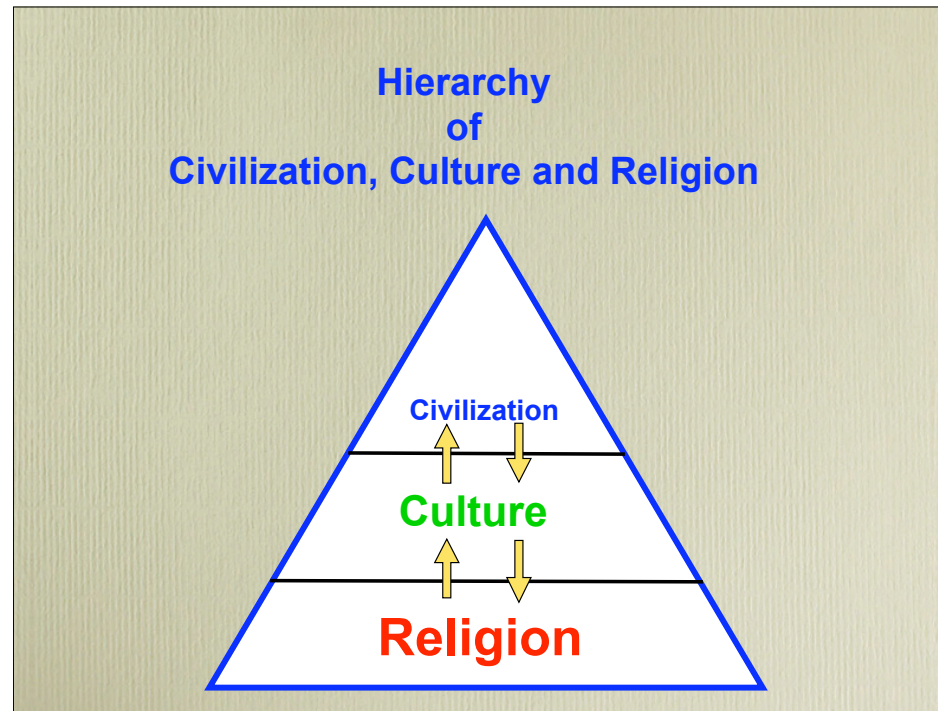 Hierarchy
of
Civilization, Culture and Religion
Civilization
Culture
Religion